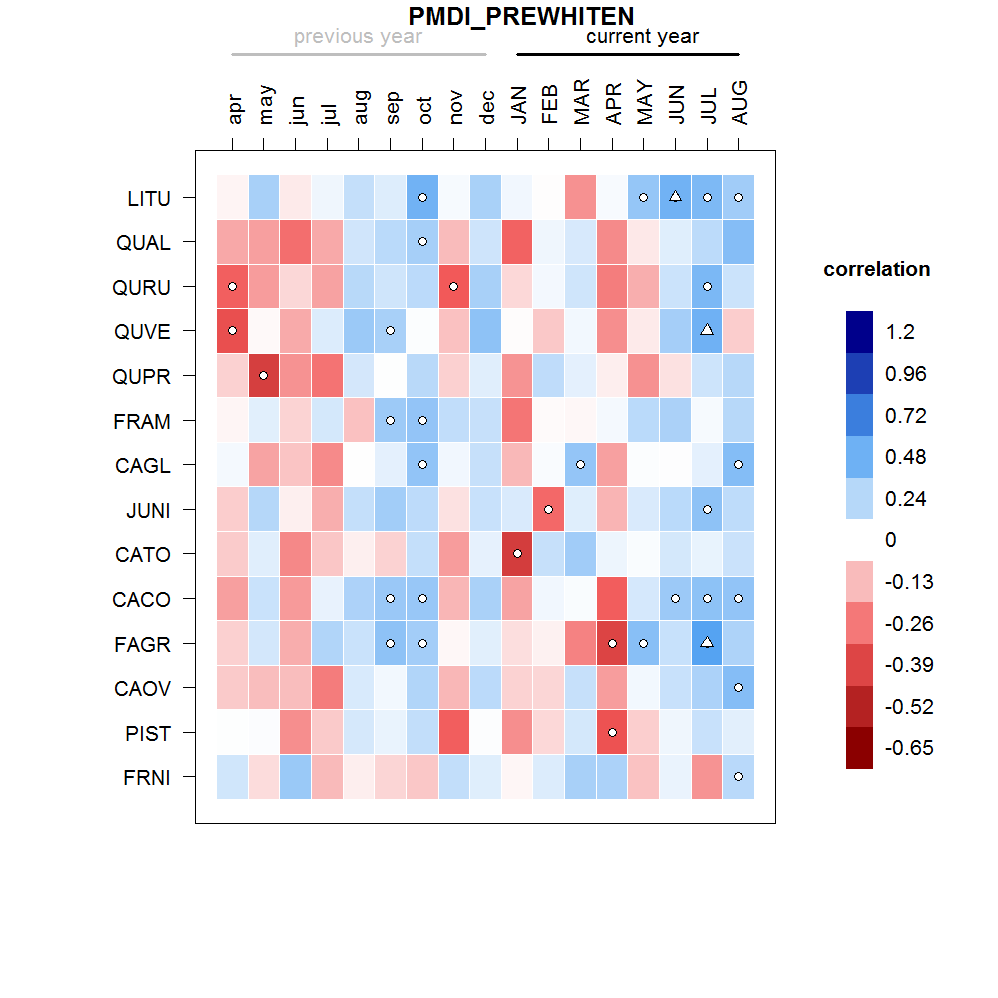 PMDI_PREWHITEN
previous year current year
apr may jun jul aug sep oct nov dec JAN FEB MAR APR MAY JUN JUL AUG
LITU
QUAL
QURU
QUVE
QUPR
FRAM
CAGL
JUNI
CATO
CACO
FAGR
CAOV
PIST
FRNI
correlation
1.2
0.96
0.72
0.48
0.24
0
-0.13
-0.26
-0.39
-0.52
-0.65